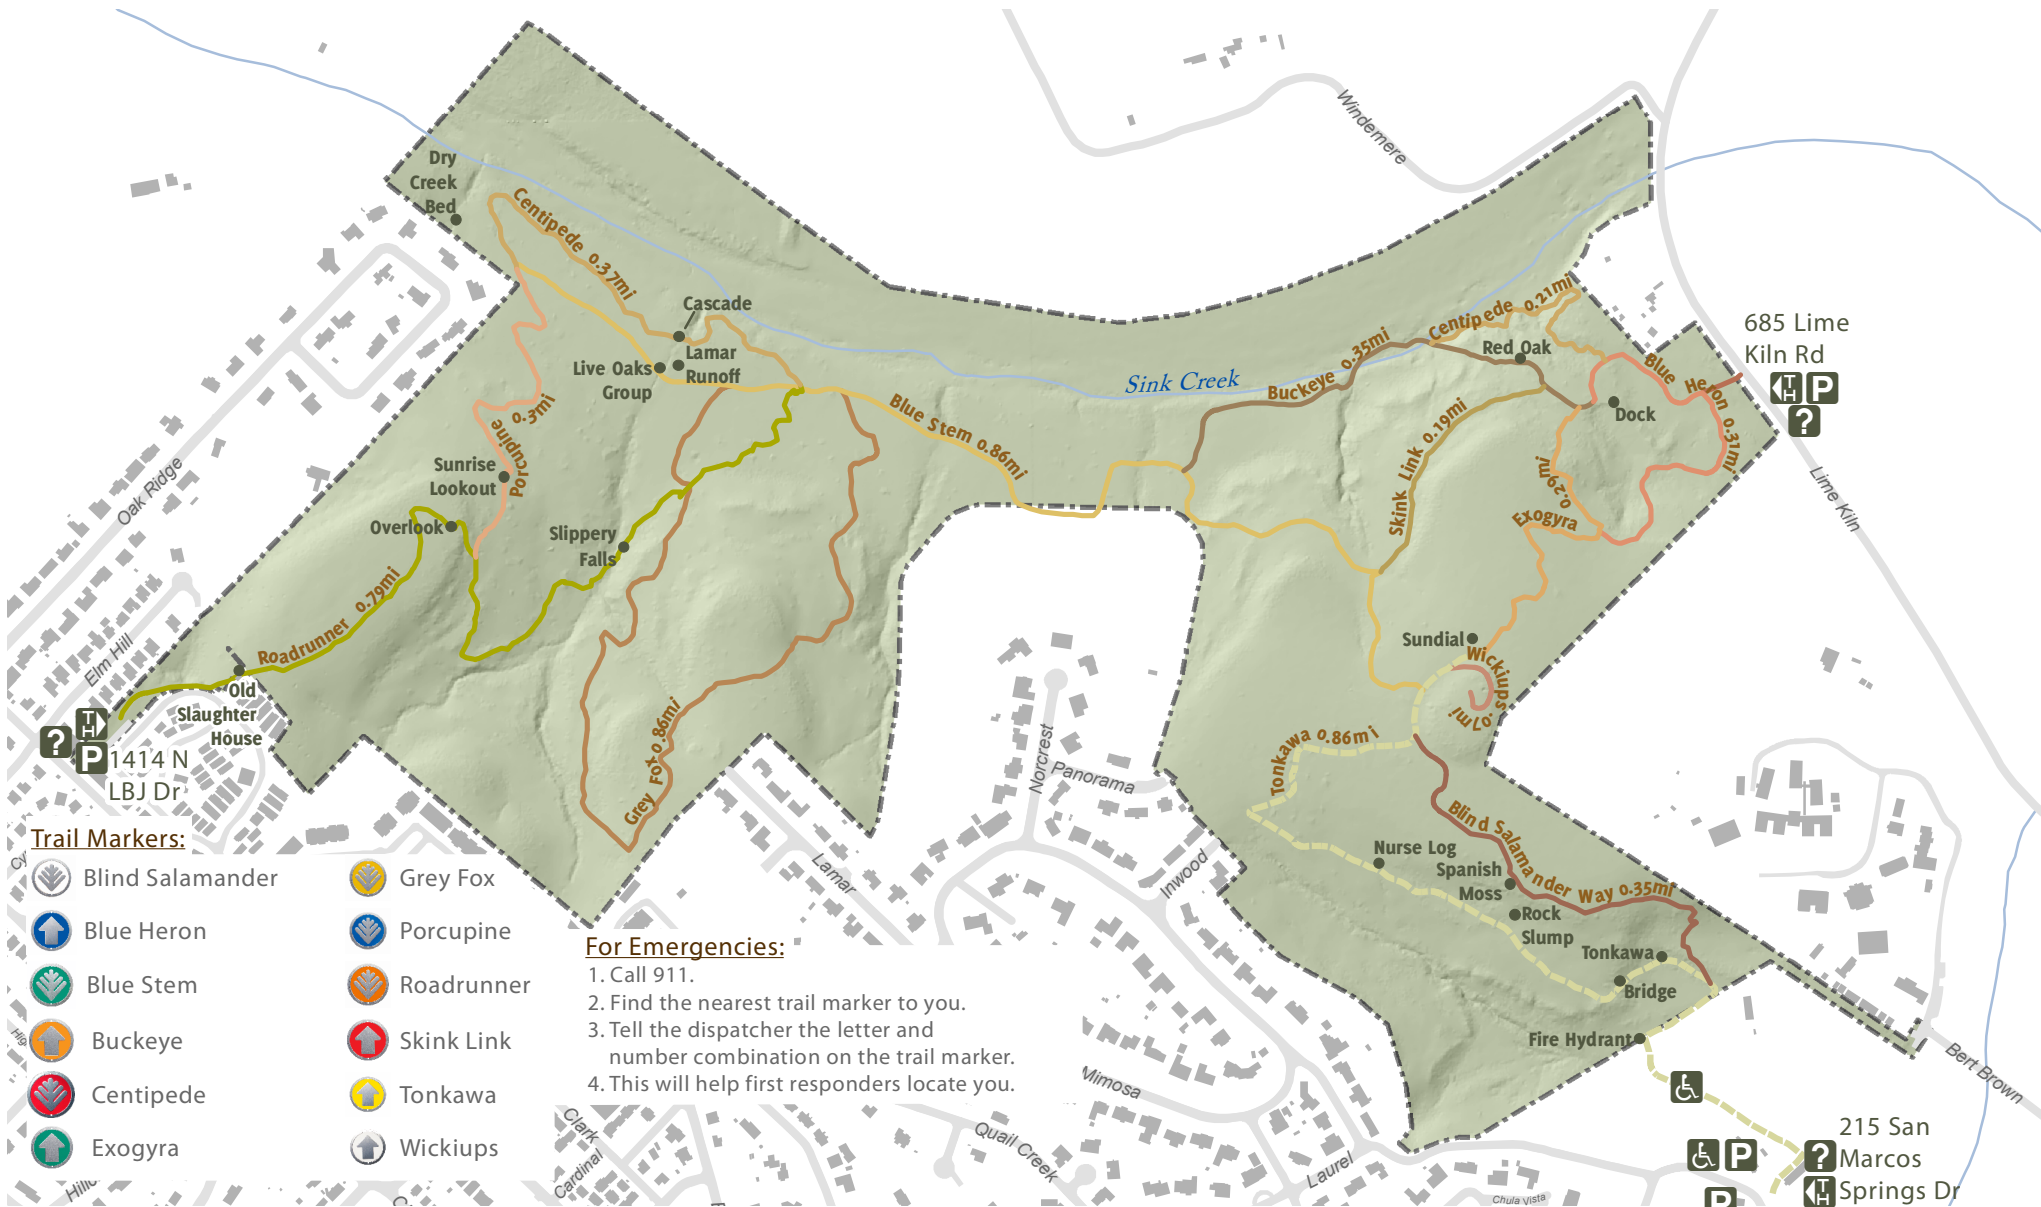 Windemere
Dry
Creek
Bed
Centipede 0.37mi
Cascade
Lamar
Runoff
Live Oaks
Group
Porcupine 0.3mi
Sunrise
Lookout
Overlook
Slippery
Falls
Blue Stem 0.86mi
Sink Creek
Buckeye 0.35mi
Centipede 0.21mi
Red Oak
Blue Heron 0.31mi
Dock
685 Lime
Kiln Rd
TH
P
?
Lime Kiln
Skink Link 0.19mi
Exogyra 0.29mi
Sundial
Wickiups .07mi
Oak Ridge
Elm Hill
Roadrunner 0.79mi
Old
Slaughter
House
?
TH
P
1414 N
LBJ Dr
Grey Fox 0.86mi
Tonkawa 0.86mi
Norcrest
Panorama
Lamar
Inwood
Blind Salamander Way 0.35mi
Nurse Log
Spanish
Moss
Rock
Slump
Tonkawa
Bridge
Fire Hydrant
Bert Brown
Mimosa
Quail Creek
Laurel
Chula Vista
Clark
Cardinal
215 San
Marcos
Springs Dr
P
?
TH
P
Trail Markers:
Blind Salamander
Blue Heron
Blue Stem
Buckeye
Centipede
Exogyra
Grey Fox
Porcupine
Roadrunner
Skink Link
Tonkawa
Wickiups
For Emergencies:
1. Call 911.
2. Find the nearest trail marker to you.
3. Tell the dispatcher the letter and
number combination on the trail marker.
4. This will help first responders locate you.